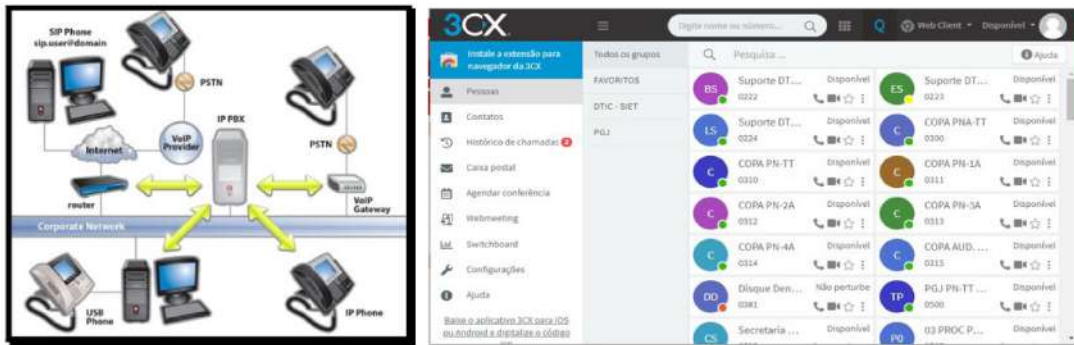 SIP Phone
sip.user@domain
PSTN
IP PBX
VoIP
Provider
PSTN
Internet
router
VoIP
Gateway
Corporate Network
USB
Phone
IP Phone
3CX
Digite nome ou número...
Web Client
Disponível
Instale a extensão para
navegador da 3CX
Pessoas
Contatos
Histórico de chamadas 2
Caixa postal
Agendar conferência
Webmeeting
Switchboard
Configurações
Ajuda
Baixe o aplicativo 3CX para iOS
ou Android e digitalize o código
Todos os grupos
FAVORITOS
DTIC - SIET
PGJ
Pesquisa ...
Ajuda
BS Suporte DT... Disponível
0222
ES Suporte DT... Disponível
0223
LS Suporte DT... Disponível
0224
C COPA PNA-TT Disponível
0300
C COPA PN-TT Disponível
0310
C COPA PN-1A Disponível
0311
C COPA PN-2A Disponível
0312
C COPA PN-3A Disponível
0313
C COPA PN-4A Disponível
0314
C COPA AUD. ... Disponível
0315
DD Disque Den... Não perturbe
0381
TP PGJ PN-TT ... Disponível
0500
CS Secretaria ... Disponível
P0 03 PROC P... Disponível